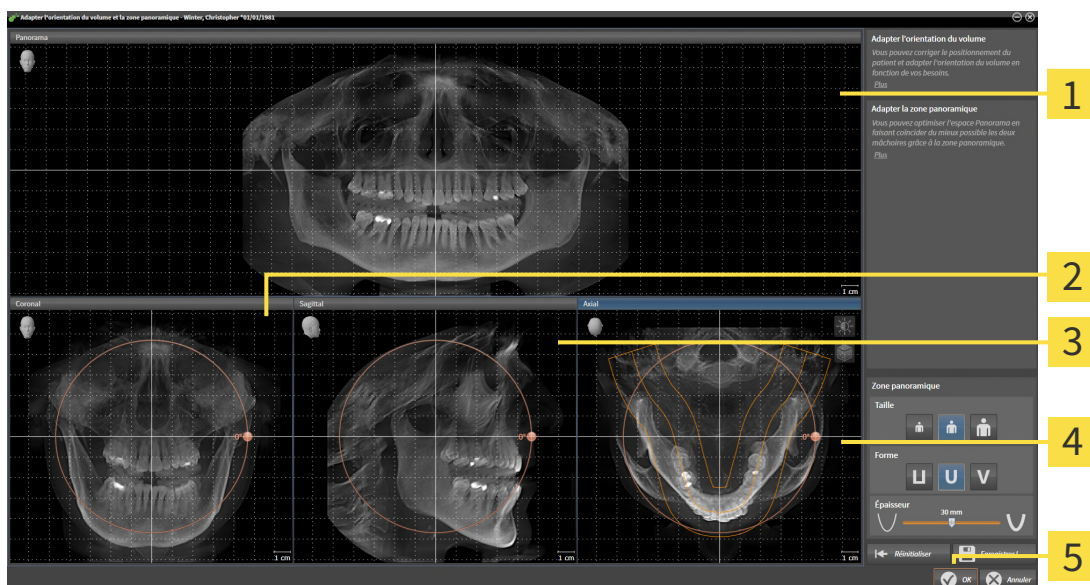 Adapter l'orientation du volume et la zone panoramique - Winter, Christopher *01/01/1981
Panorama
1 cm
Adapter l'orientation du volume
Vous pouvez corriger le positionnement du
patient et adapter l'orientation du volume en
fonction de vos besoins.
Plus
1
Adapter la zone panoramique
Vous pouvez optimiser l'espace Panorama en
faisant coïncider du mieux possible les deux
mâchoires grâce à la zone panoramique.
Plus
2
Coronal
0°
1 cm
Sagittal
0°
1 cm
Axial
0°
1 cm
3
Zone panoramique
Taille
4
Forme
U
V
Épaisseur
30 mm
Réinitialiser
5
OK
Annuler